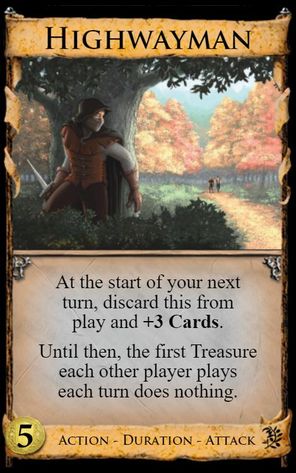 HIGHWAYMAN
At the start of your next
turn, discard this from
play and +3 Cards.
Until then, the first Treasure
each other player plays
each turn does nothing.
5
ACTION - DURATION - ATTACK